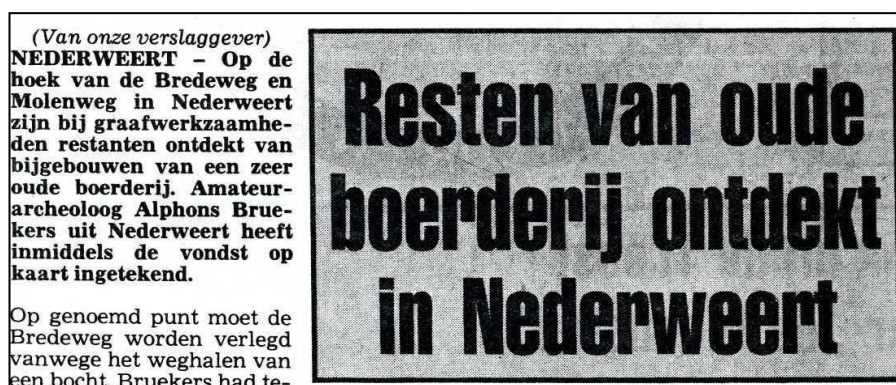 Resten van oude
boerderij ontdekt
in Nederweert
(Van onze verslaggever)
NEDERWEERT – Op de
hoek van de Bredeweg en
Molenweg in Nederweert
zijn bij graafwerkzaamhe-
den restanten ontdekt van
bijgebouwen van een zeer
oude boerderij. Amateur-
archeoloog Alphons Brue-
kers uit Nederweert heeft
inmiddels de vondst op
kaart ingetekend.
Op genoemd punt moet de
Bredeweg worden verlegd
vanwege het weghalen van
een bocht. Bruekers had te-